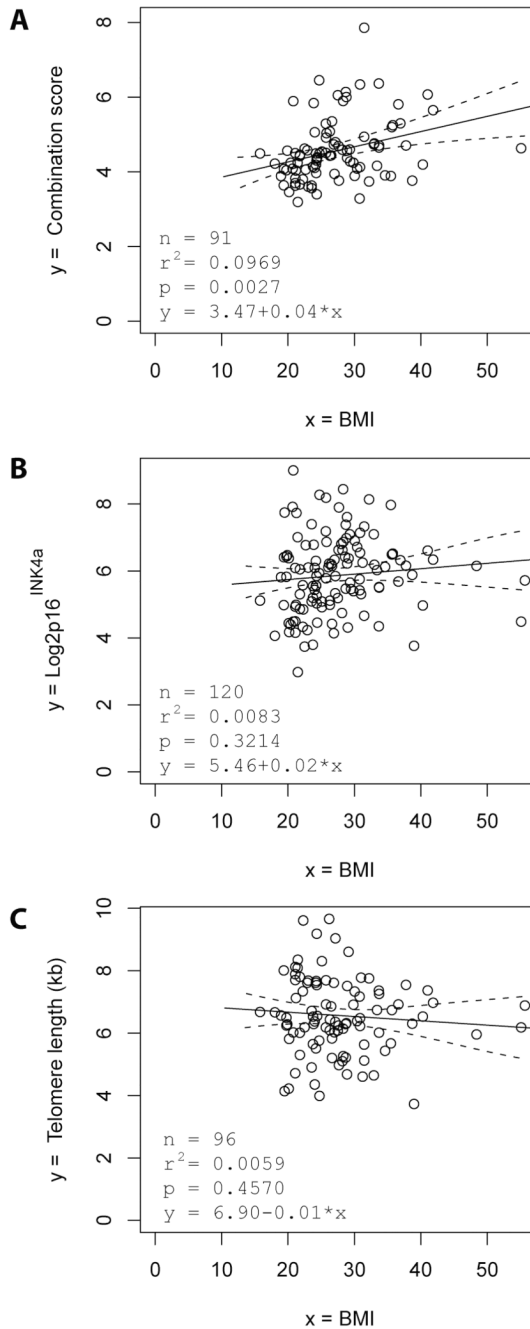 A
8
6
4
2
0
y = Combination score
n = 91
r²= 0.0969
p = 0.0027
y = 3.47+0.04*x
0 10 20 30 40 50
x = BMI
B
8
6
4
2
0
y = Log2p16^INK4a
n = 120
r²= 0.0083
p = 0.3214
y = 5.46+0.02*x
0 10 20 30 40 50
x = BMI
C
10
8
6
4
2
0
y = Telomere length (kb)
n = 96
r²= 0.0059
p = 0.4570
y = 6.90-0.01*x
0 10 20 30 40 50
x = BMI